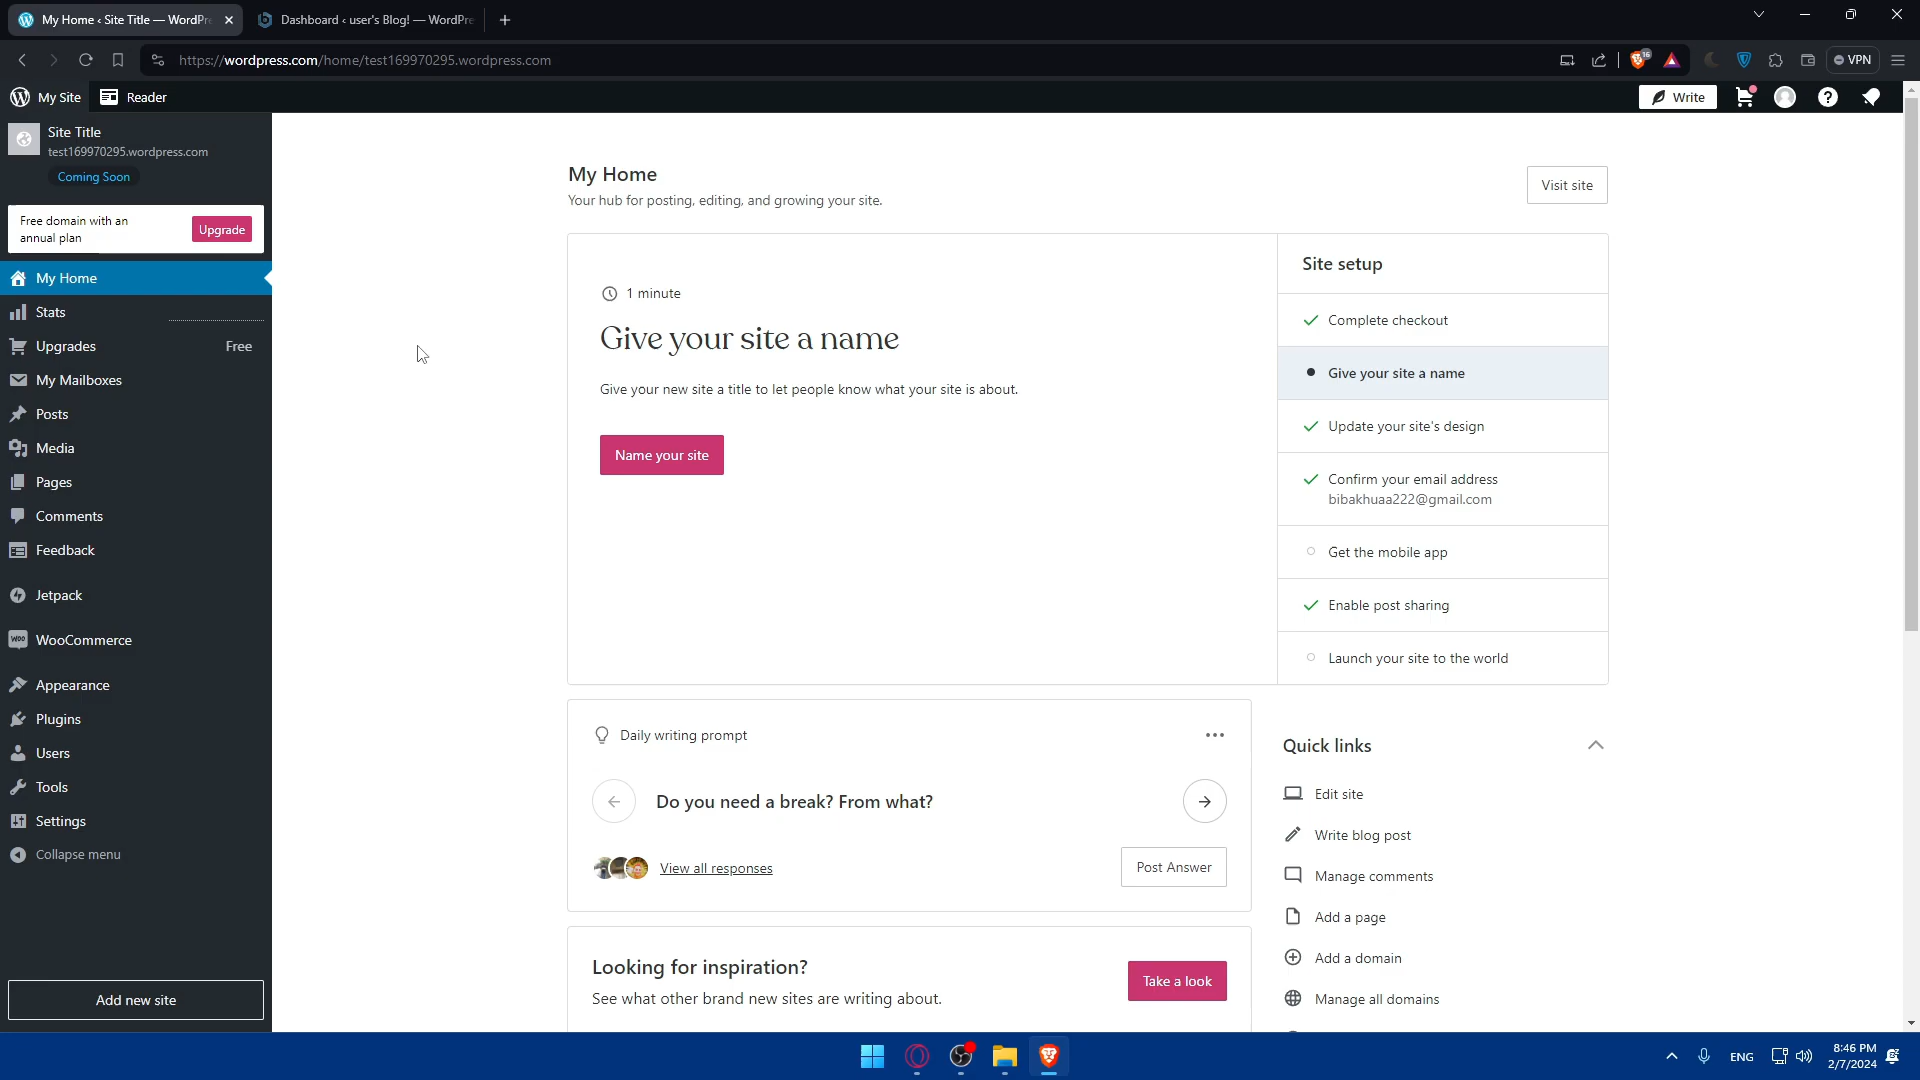 My Home ‹ Site Title — WordPr
Dashboard ‹ user's Blog! — WordPre
https://wordpress.com/home/test169970295.wordpress.com
16
VPN
My Site
Reader
Write
Site Title
test169970295.wordpress.com
Coming Soon
Free domain with an
annual plan
Upgrade
My Home
Stats
Upgrades
Free
My Mailboxes
Posts
Media
Pages
Comments
Feedback
Jetpack
WooCommerce
Appearance
Plugins
Users
Tools
Settings
Collapse menu
Add new site
My Home
Your hub for posting, editing, and growing your site.
Visit site
1 minute
Give your site a name
Give your new site a title to let people know what your site is about.
Name your site
Site setup
Complete checkout
Give your site a name
Update your site's design
Confirm your email address
bibakhuaa222@gmail.com
Get the mobile app
Enable post sharing
Launch your site to the world
Daily writing prompt
Do you need a break? From what?
View all responses
Post Answer
Looking for inspiration?
See what other brand new sites are writing about.
Take a look
Quick links
Edit site
Write blog post
Manage comments
Add a page
Add a domain
Manage all domains
ENG
8:46 PM
2/7/2024